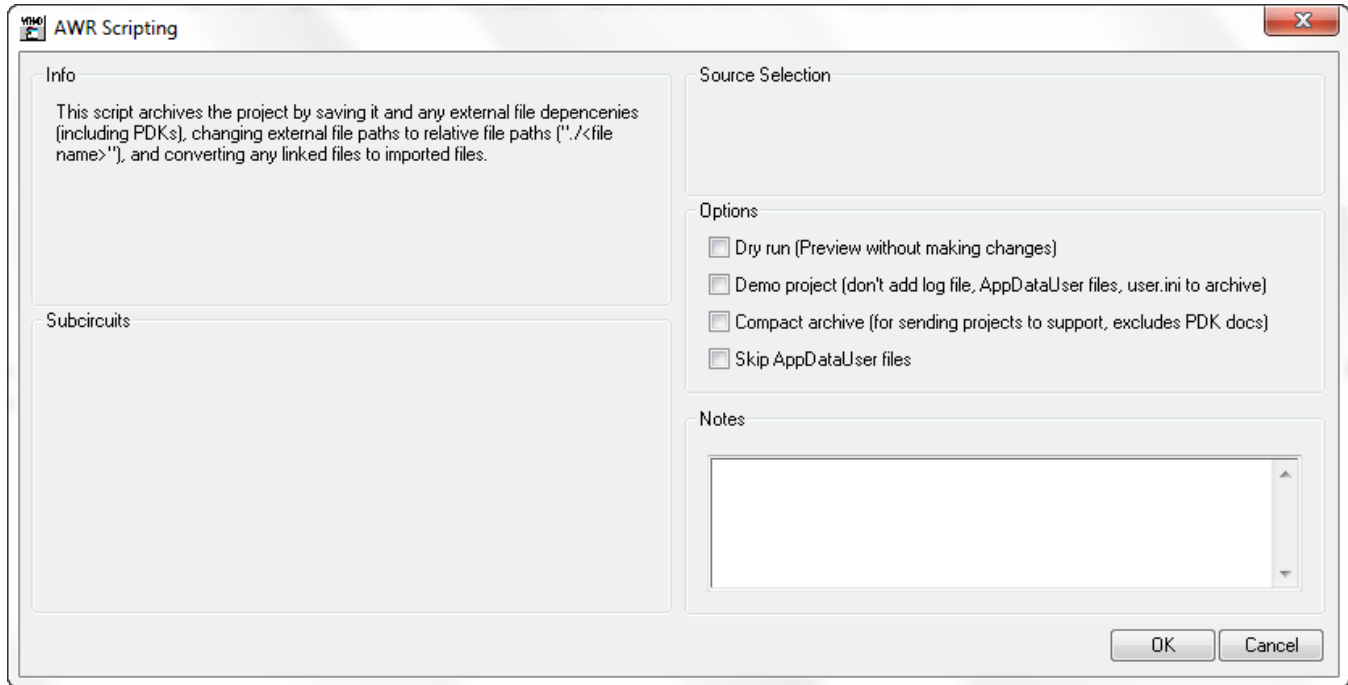 AWR Scripting
Info
This script archives the project by saving it and any external file depencenies
(including PDKs), changing external file paths to relative file paths ("./<file
name>"), and converting any linked files to imported files.
Subcircuits
Source Selection
Options
Dry run (Preview without making changes)
Demo project (don't add log file, AppDataUser files, user.ini to archive)
Compact archive (for sending projects to support, excludes PDK docs)
Skip AppDataUser files
Notes
OK
Cancel